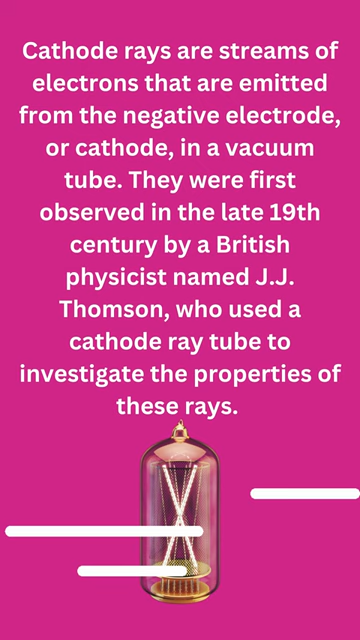 Cathode rays are streams of
electrons that are emitted
from the negative electrode,
or cathode, in a vacuum
tube. They were first
observed in the late 19th
century by a British
physicist named J.J.
Thomson, who used a
cathode ray tube to
investigate the properties of
these rays.